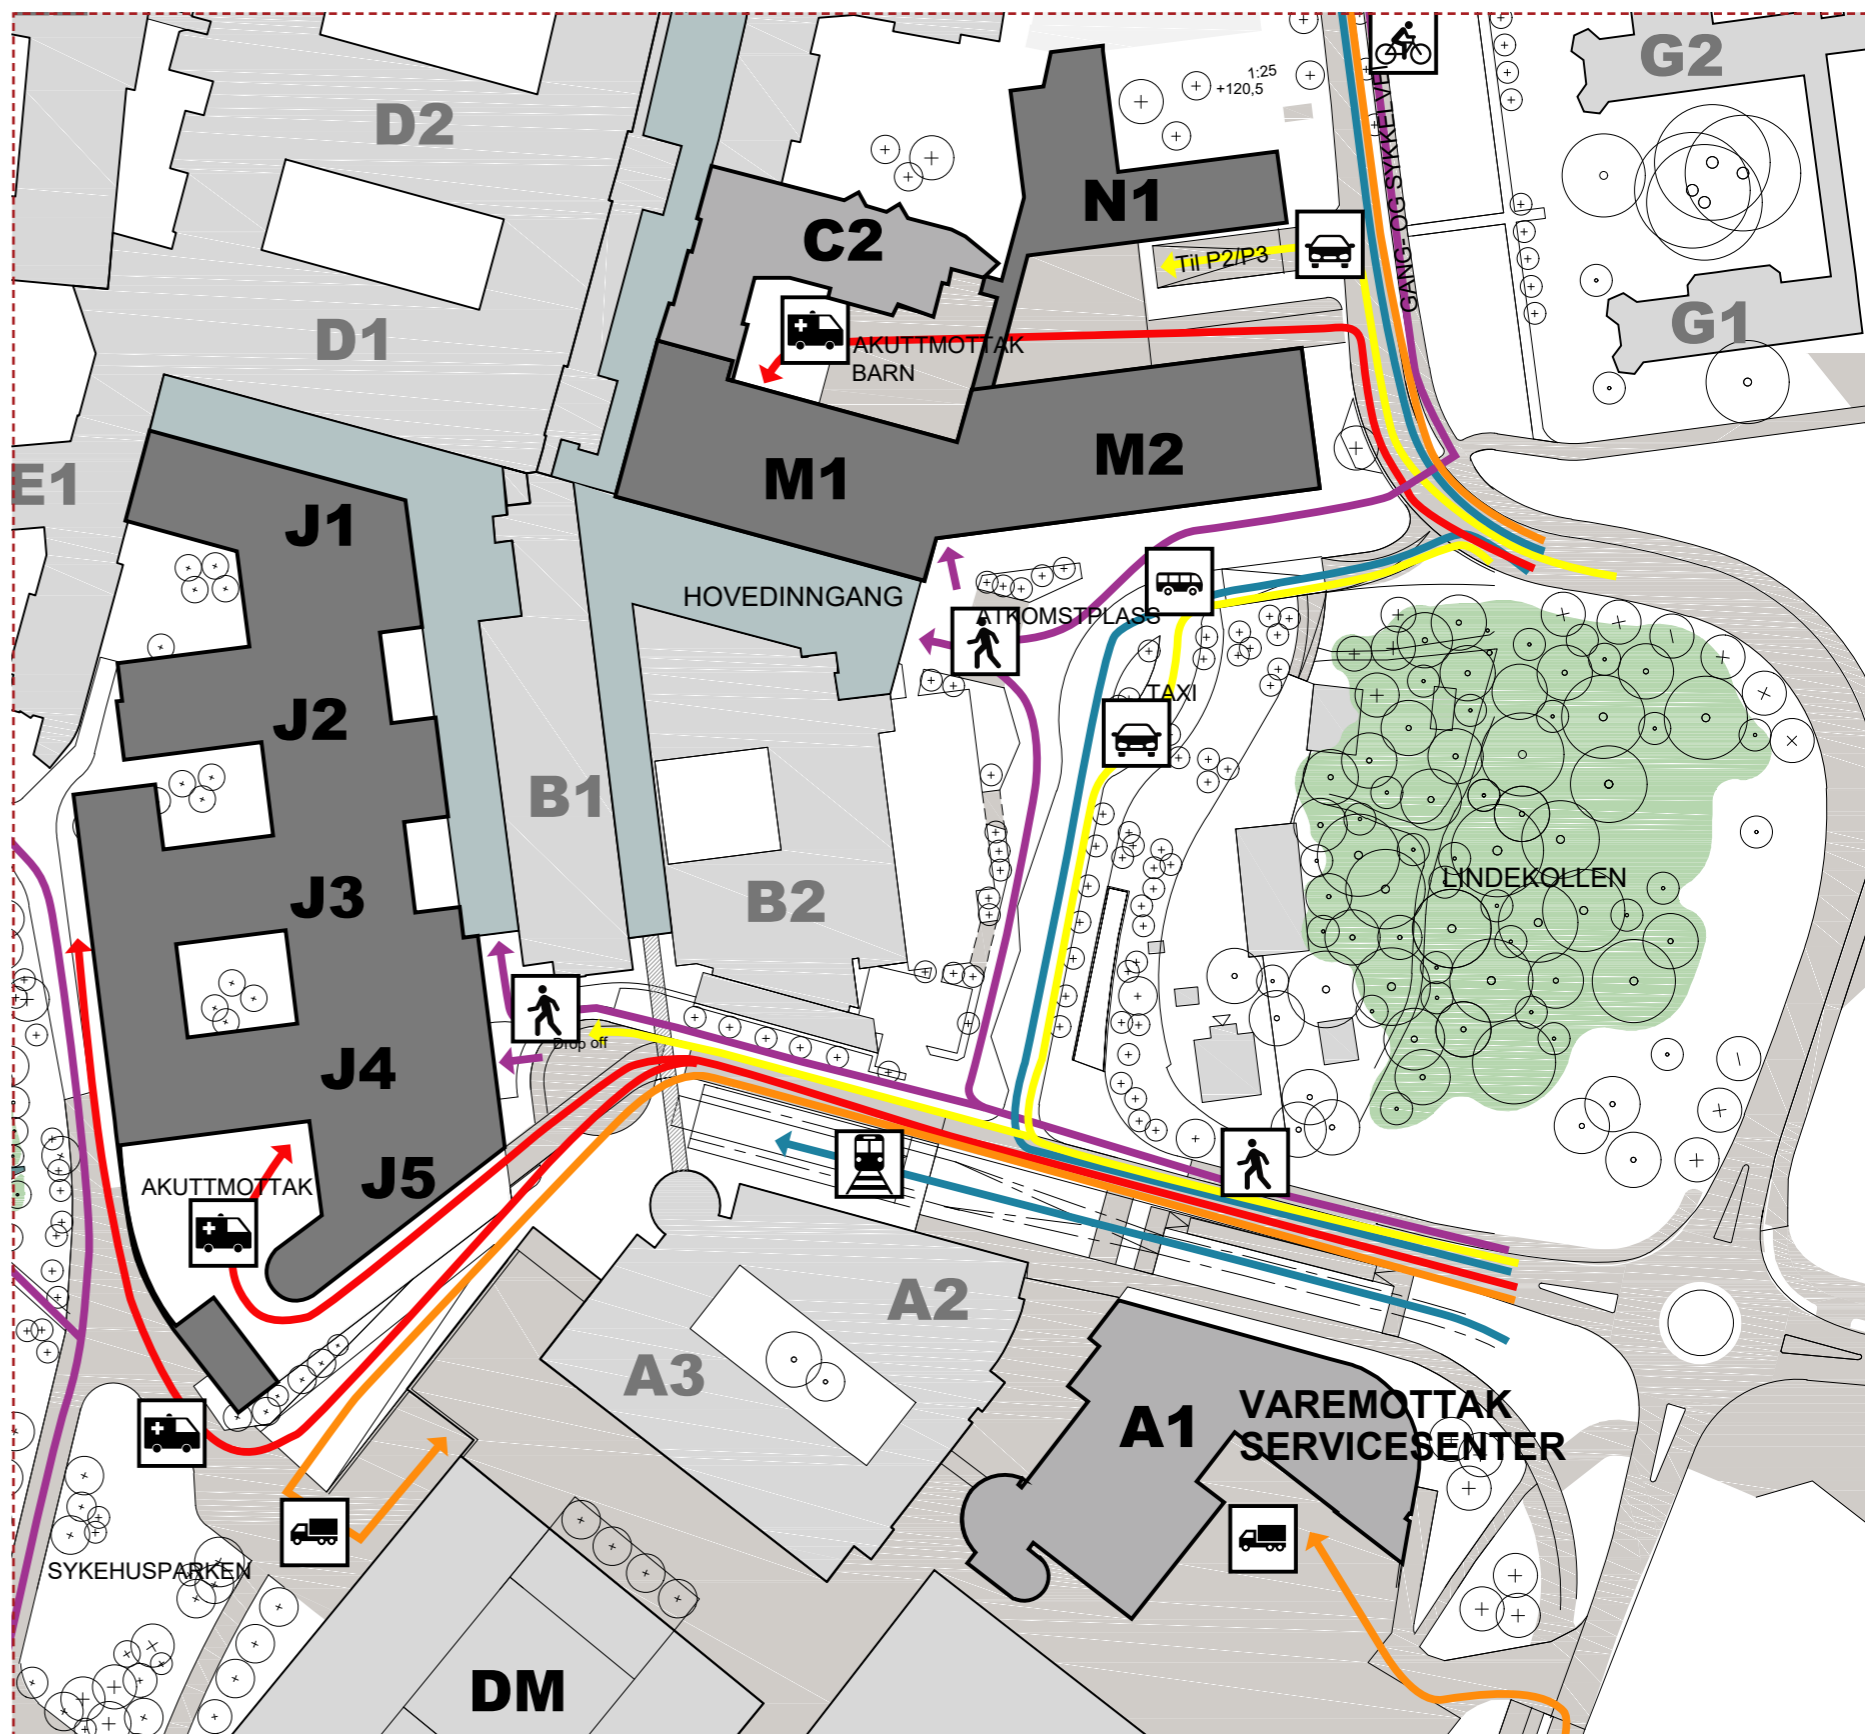 G2
D2
1:25
+120,5
GANG- OG SYKKELVEI
N1
C2
Til P2/P3
G1
D1
AKUTTMOTTAK
BARN
M2
M1
E1
J1
HOVEDINNGANG
ATKOMSTPLASS
TAXI
J2
B1
LINDEKOLLEN
J3
B2
Drop off
J4
J5
AKUTTMOTTAK
A2
A3
VAREMOTTAK
SERVICESENTER
A1
SYKEHUSPARKEN
DM